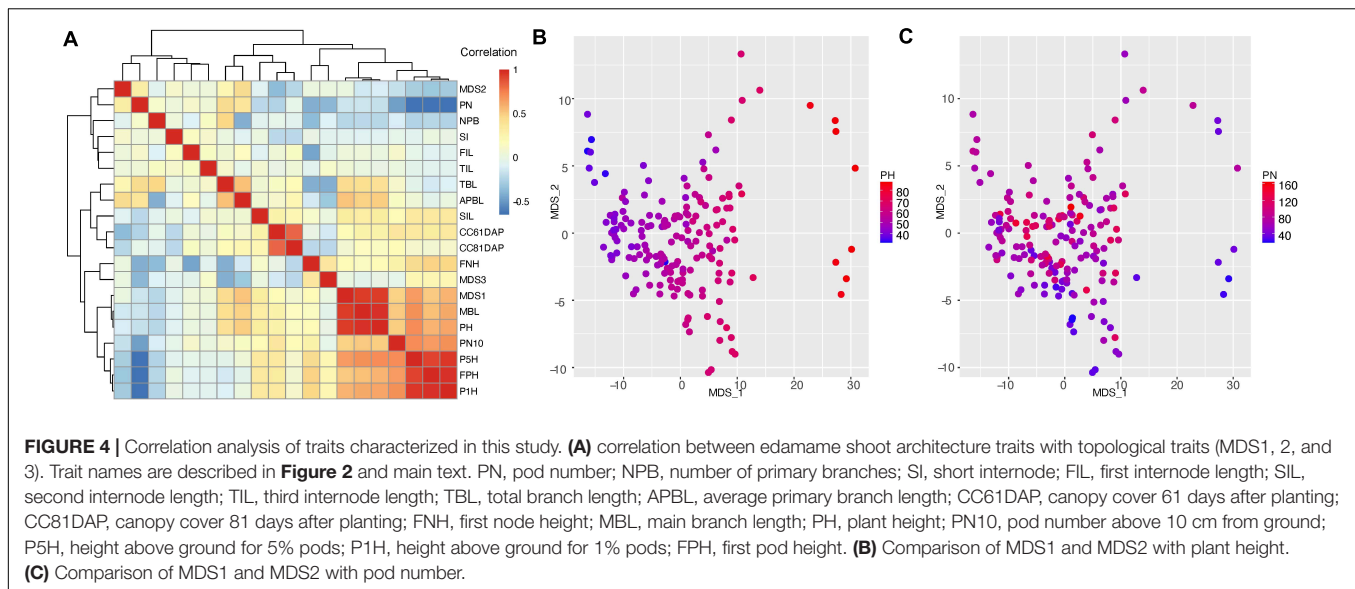 A
Correlation
1
0.5
0
-0.5
MDS2
PN
NPB
SI
FIL
TIL
TBL
APBL
SIL
CC61DAP
CC81DAP
FNH
MDS3
MDS1
MBL
PH
PN10
P5H
FPH
P1H
B
10
5
0
−5
−10
MDS_2
−10 0 10 20 30
MDS_1
PH
80
70
60
50
40
C
10
5
0
−5
−10
MDS_2
−10 0 10 20 30
MDS_1
PN
160
120
80
40
FIGURE 4 | Correlation analysis of traits characterized in this study. (A) correlation between edamame shoot architecture traits with topological traits (MDS1, 2, and
3). Trait names are described in Figure 2 and main text. PN, pod number; NPB, number of primary branches; SI, short internode; FIL, first internode length; SIL,
second internode length; TIL, third internode length; TBL, total branch length; APBL, average primary branch length; CC61DAP, canopy cover 61 days after planting;
CC81DAP, canopy cover 81 days after planting; FNH, first node height; MBL, main branch length; PH, plant height; PN10, pod number above 10 cm from ground;
P5H, height above ground for 5% pods; P1H, height above ground for 1% pods; FPH, first pod height. (B) Comparison of MDS1 and MDS2 with plant height.
(C) Comparison of MDS1 and MDS2 with pod number.